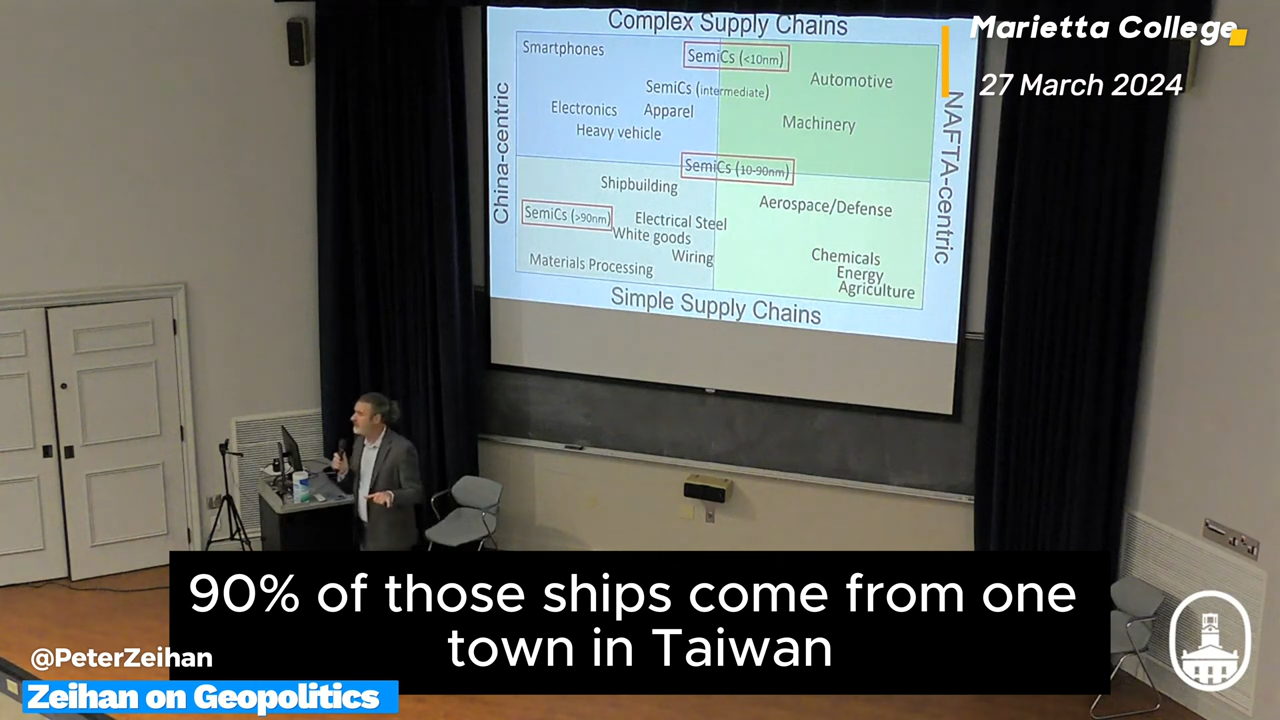 Complex Supply Chains
Marietta College
27 March 2024
Smartphones
SemiCs (<10nm)
Automotive
SemiCs (intermediate)
Electronics
Apparel
Machinery
Heavy vehicle
China-centric
NAFTA-centric
SemiCs (10-90nm)
Shipbuilding
Aerospace/Defense
SemiCs (>90nm)
Electrical Steel
White goods
Wiring
Chemicals
Materials Processing
Energy
Agriculture
Simple Supply Chains
90% of those ships come from one
town in Taiwan
@PeterZeihan
Zeihan on Geopolitics